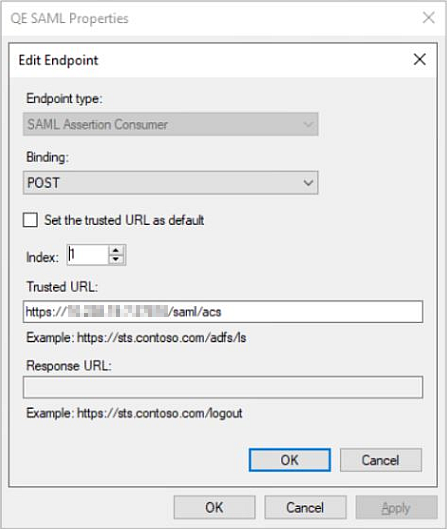 QE SAML Properties
Edit Endpoint
Endpoint type:
SAML Assertion Consumer
Binding:
POST
Set the trusted URL as default
Index: 1
Trusted URL:
https:// /saml/acs
Example: https://sts.contoso.com/adfs/ls
Response URL:
Example: https://sts.contoso.com/logout
OK Cancel
OK Cancel Apply